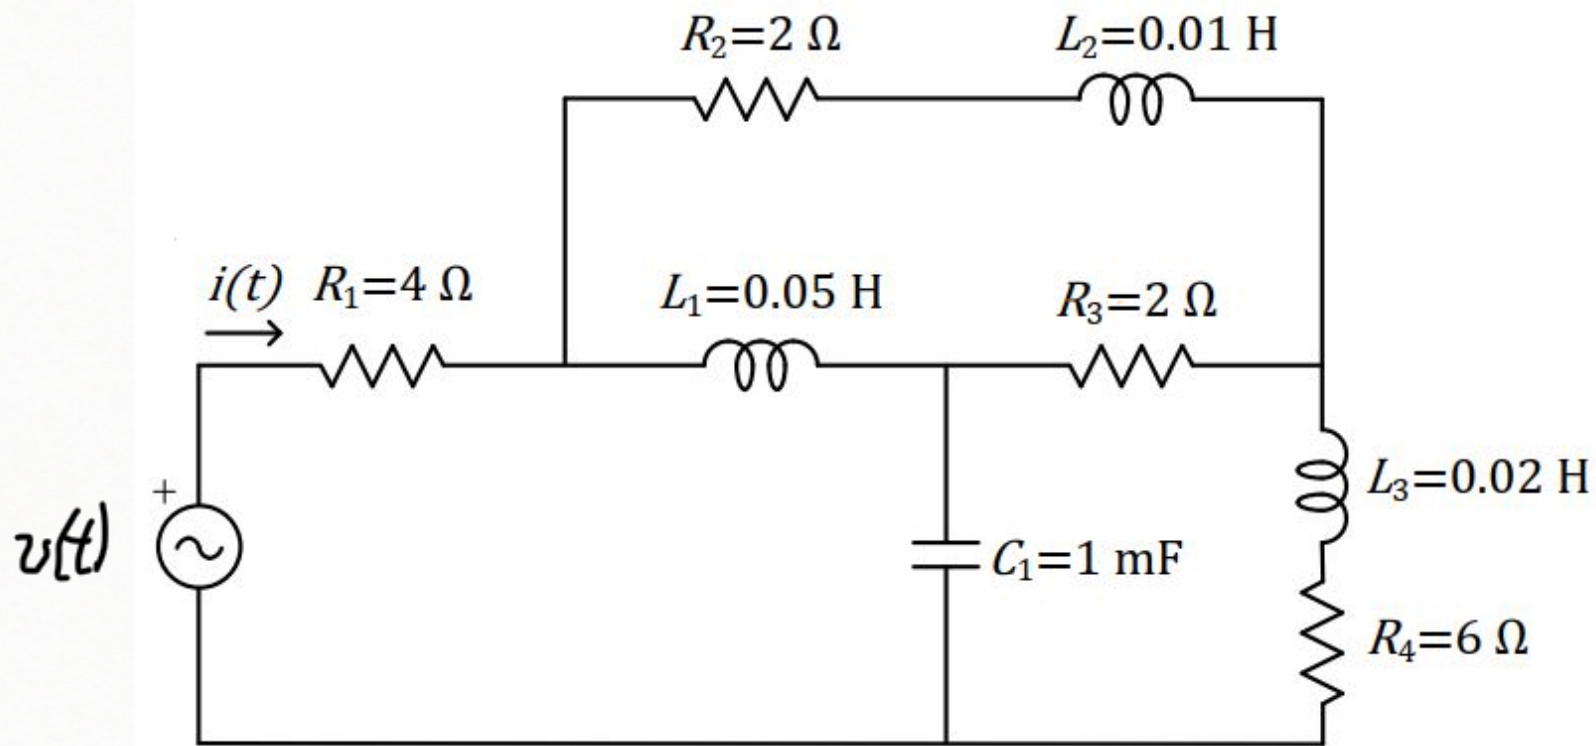 R₂=2 Ω
L₂=0.01 H
i(t)
R₁=4 Ω
L₁=0.05 H
R₃=2 Ω
+
L₃=0.02 H
v(t)
C₁=1 mF
R₄=6 Ω